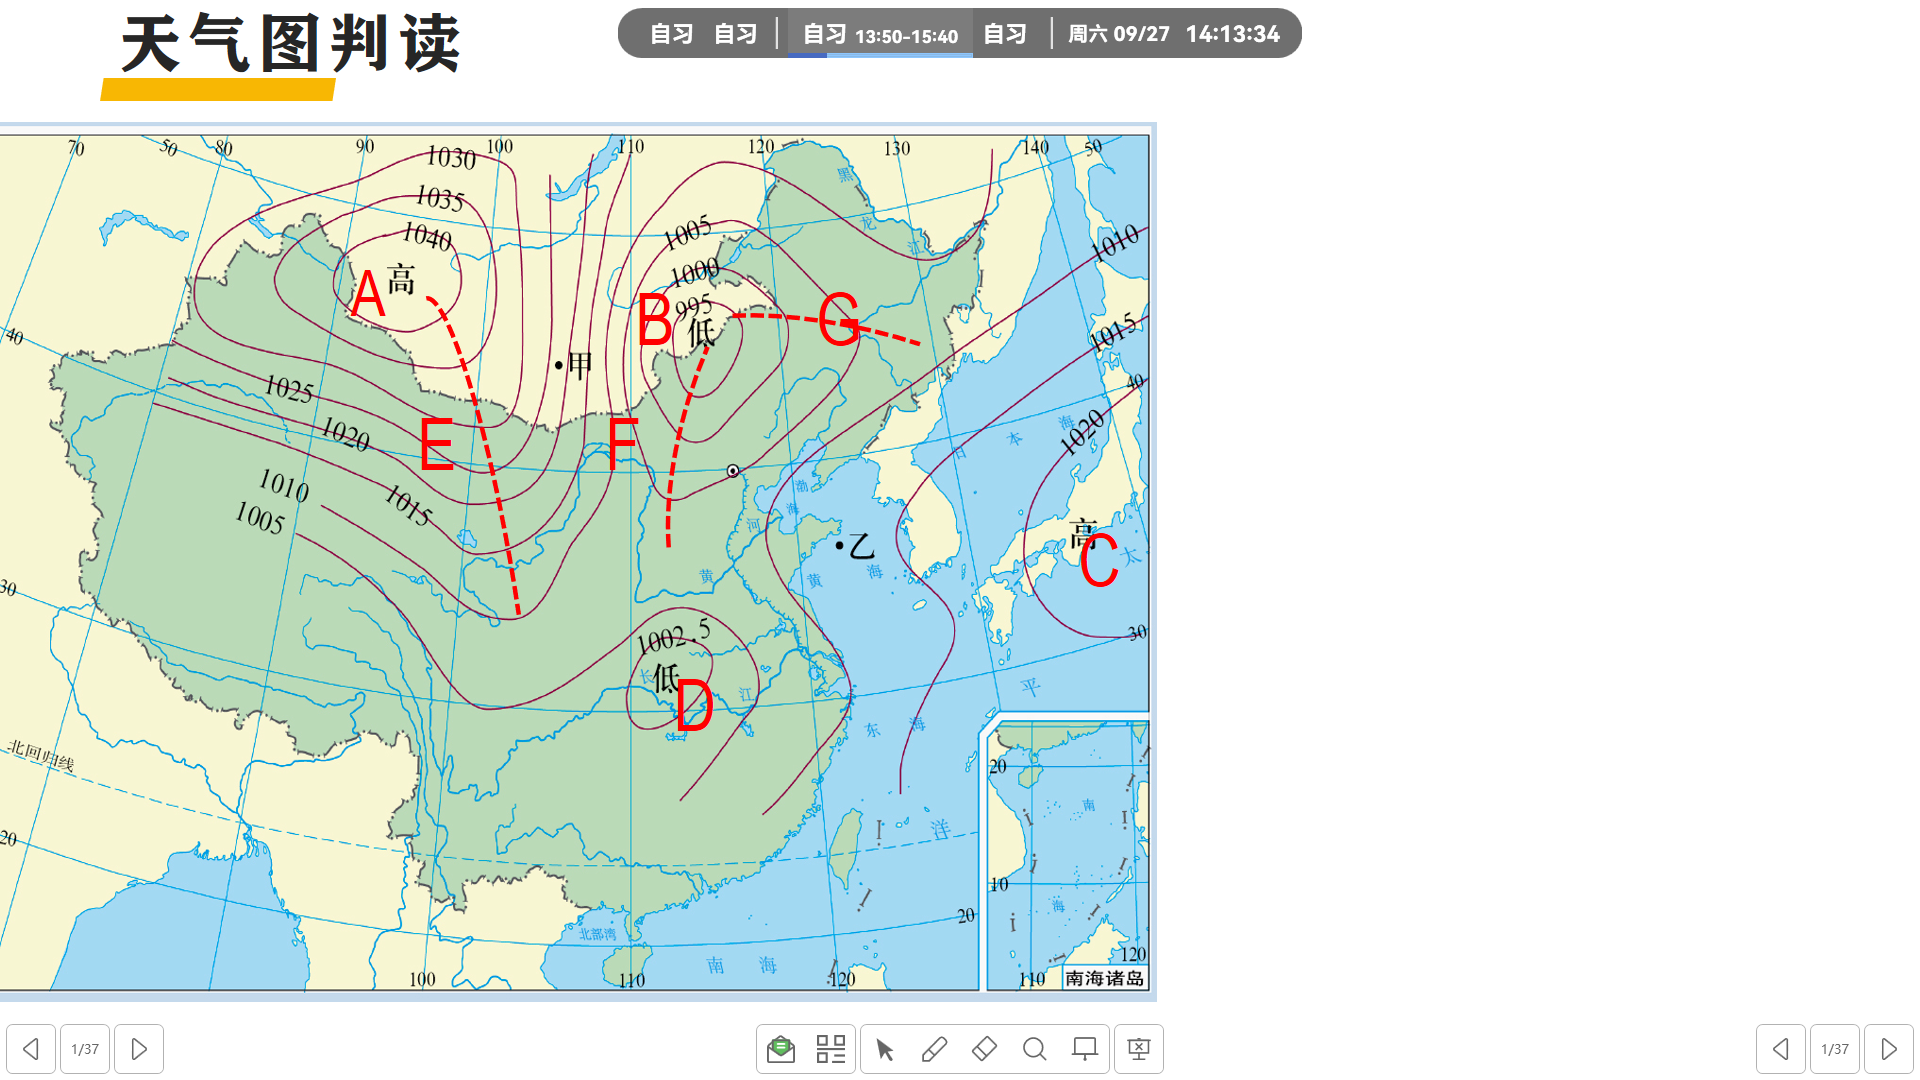 天气图判读
自习 自习 自习 13:50-15:40 自习 周六 09/27 14:13:34
70 50 80 90 100 110 120 130 140 50
1030
1035
1040
高
A
黑
龙
江
1005
1000
995
低
B
G
1010
1015
40
40
甲
1025
1020
1010
1005
1015
E
F
日 本 海
1020
渤
海
河
乙
高
C
太
黄
黄 海
30
30
1002.5
长
低
D
江
平
东 海
北回归线
洋
20
20
北部湾
南 海
100 110 120
20
南
10
海
110
120
南海诸岛
1/37
1/37